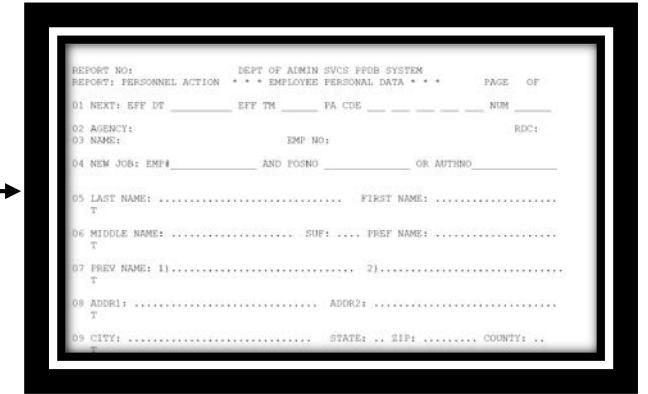 REPORT NO: DEPT OF ADMIN SVCS PPDB SYSTEM
REPORT: PERSONNEL ACTION * * * EMPLOYEE PERSONAL DATA * * * PAGE OF
01 NEXT: EFF DT __________ EFF TM ______ PA CDE ___ ___ ___ ___ ___ NUM ______
02 AGENCY: RDC:
03 NAME: EMP NO:
04 NEW JOB: EMP#______________ AND POSNO ______________ OR AUTHNO______________
05 LAST NAME: .............................. FIRST NAME: ....................
T
06 MIDDLE NAME: .................... SUF: .... PREF NAME: ....................
T
07 PREV NAME: 1).............................. 2)..............................
T
08 ADDR1: .............................. ADDR2: ..............................
T
09 CITY: .............................. STATE: .. ZIP: ......... COUNTY: ..
T